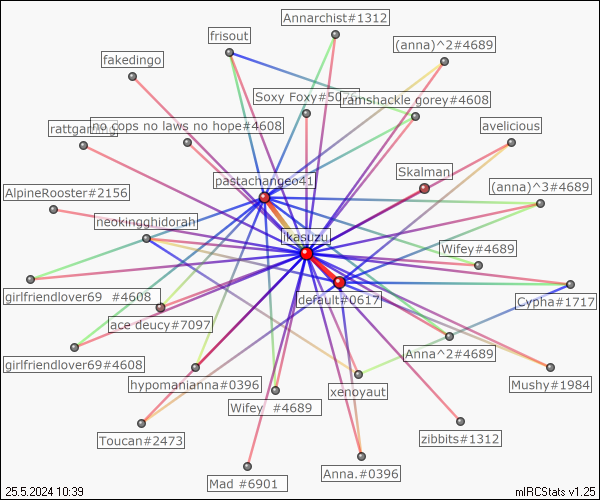 Annarchist#1312
frisout
(anna)^2#4689
fakedingo
Soxy Foxy#50
ramshackle gorey#4608
rattgaming
no cops no laws no hope#4608
avelicious
Skalman
pastachangeo41
(anna)^3#4689
AlpineRooster#2156
neokingghidorah
ikasuzu
Wifey#4689
girlfriendlover69 #4608
default#0617
Cypha#1717
ace deucy#7097
Anna^2#4689
girlfriendlover69#4608
hypomanianna#0396
xenoyaut
Mushy#1984
Wifey #4689
Toucan#2473
zibbits#1312
Anna.#0396
Mad #6901
25.5.2024 10:39
mIRCStats v1.25